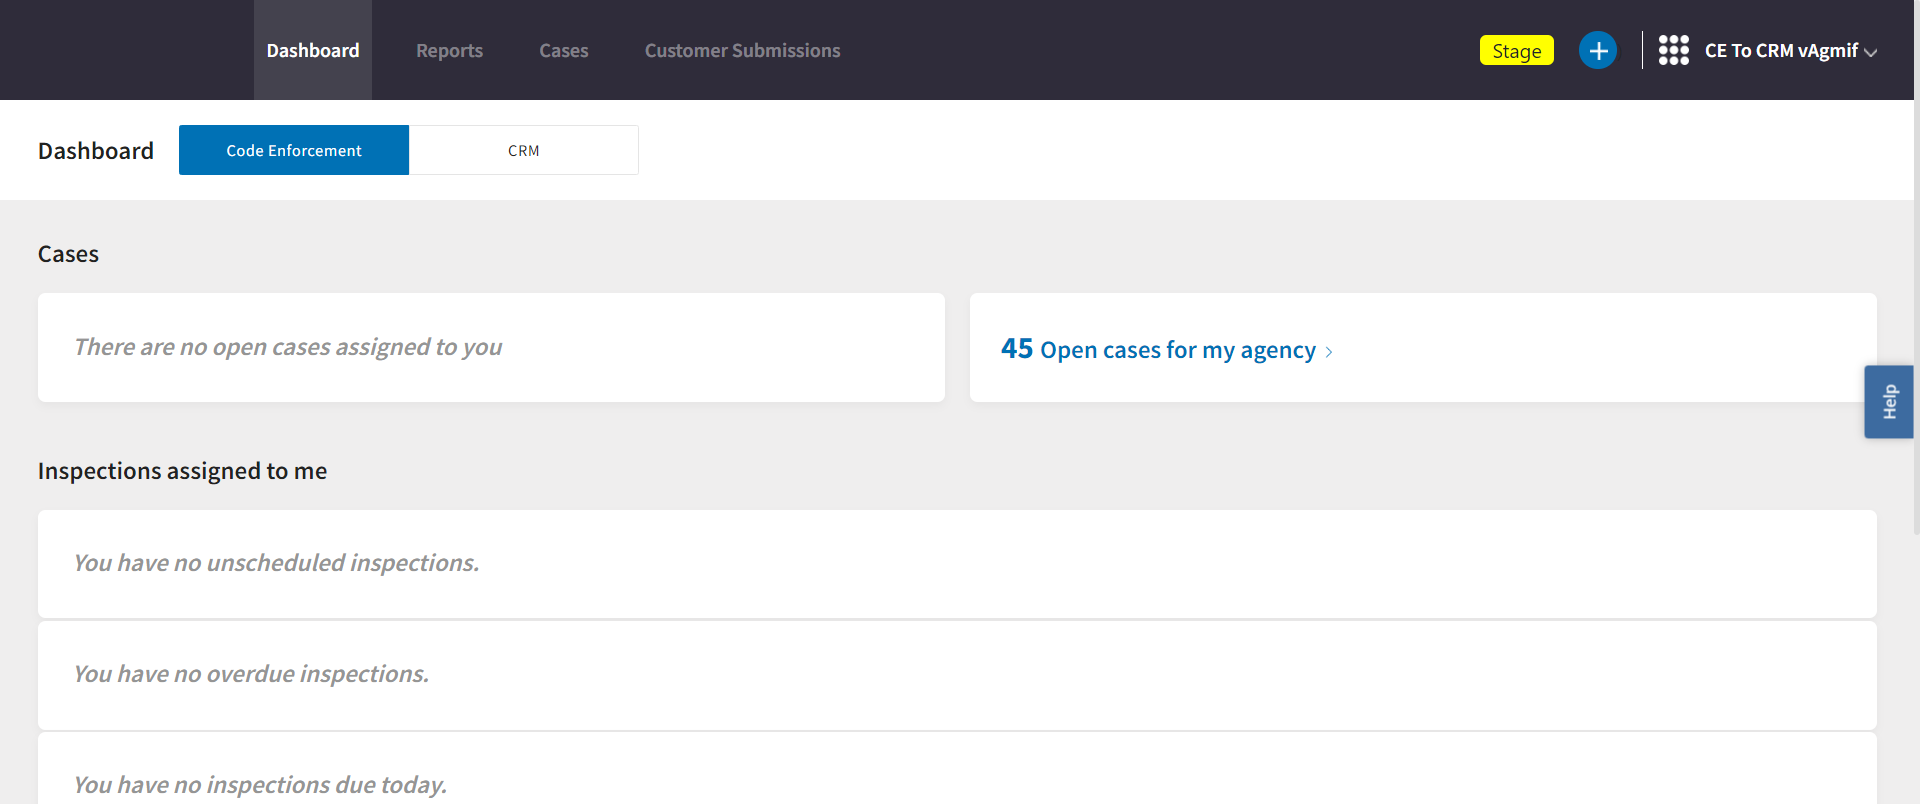 Dashboard Reports Cases Customer Submissions Stage CE To CRM vAgmif
Dashboard Code Enforcement CRM
Cases
There are no open cases assigned to you
45 Open cases for my agency
Help
Inspections assigned to me
You have no unscheduled inspections.
You have no overdue inspections.
You have no inspections due today.